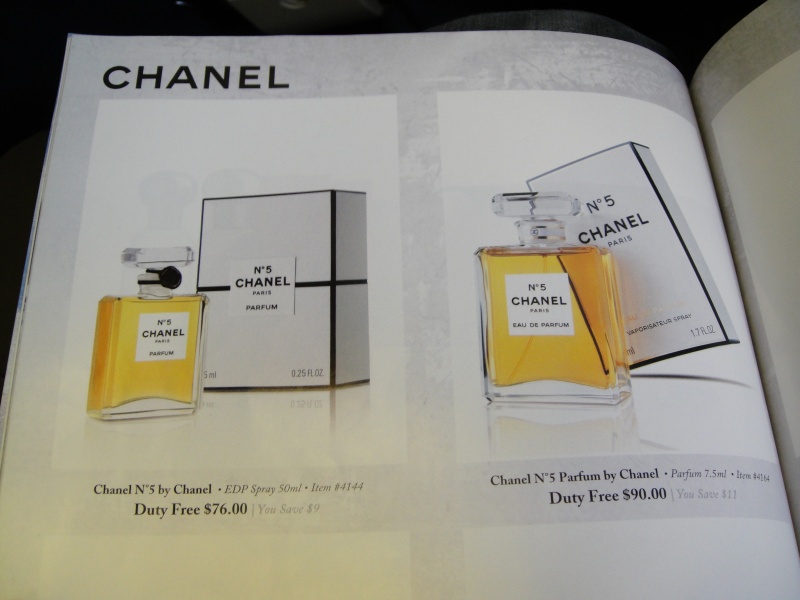 CHANEL
N°5
CHANEL
PARIS
PARFUM
N°5
CHANEL
PARIS
PARFUM
5 ml
0.25 FL.OZ.
N°5
CHANEL
PARIS
EAU DE PARFUM
N°5
CHANEL
PARIS
VAPORISATEUR SPRAY
ml
1.7 FL.OZ.
Chanel N°5 by Chanel • EDP Spray 50ml • Item #4144
Duty Free $76.00 | You Save $9
Chanel N°5 Parfum by Chanel • Parfum 7.5ml • Item #4164
Duty Free $90.00 | You Save $11